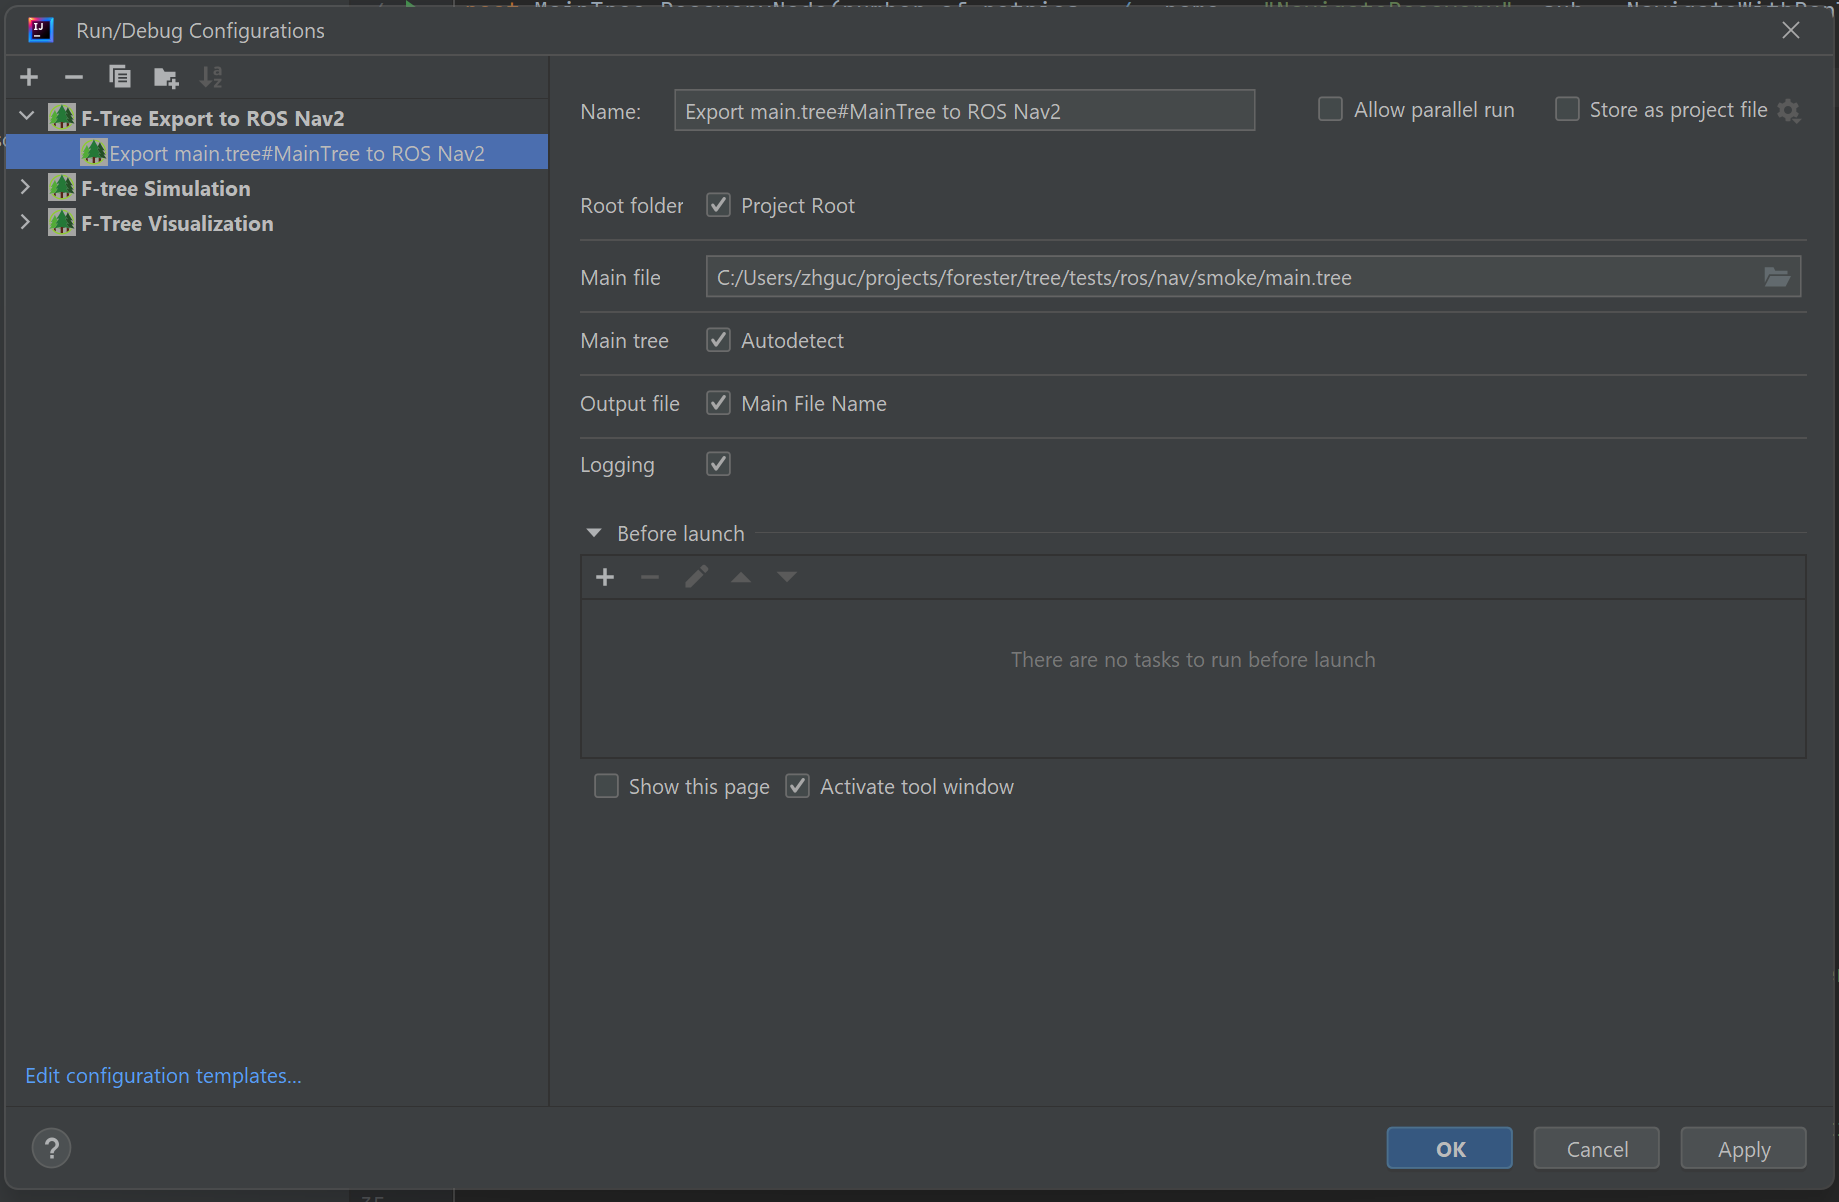 Run/Debug Configurations
F-Tree Export to ROS Nav2
Export main.tree#MainTree to ROS Nav2
F-tree Simulation
F-Tree Visualization
Edit configuration templates...
Name: Export main.tree#MainTree to ROS Nav2
Allow parallel run
Store as project file
Root folder Project Root
Main file C:/Users/zhguc/projects/forester/tree/tests/ros/nav/smoke/main.tree
Main tree Autodetect
Output file Main File Name
Logging
Before launch
There are no tasks to run before launch
Show this page Activate tool window
?
OK Cancel Apply